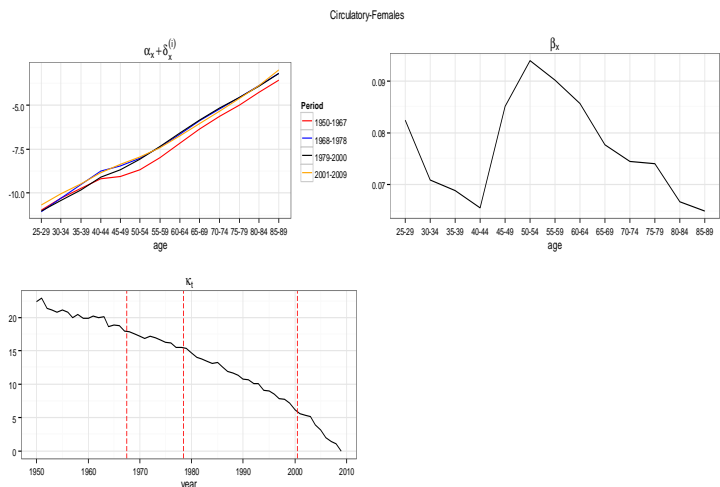 Circulatory-Females
αₓ+δₓ⁽ⁱ⁾
-5.0
-7.5
-10.0
25-29 30-34 35-39 40-44 45-49 50-54 55-59 60-64 65-69 70-74 75-79 80-84 85-89
age
Period
1950-1967
1968-1978
1979-2000
2001-2009
βₓ
0.09
0.08
0.07
25-29 30-34 35-39 40-44 45-49 50-54 55-59 60-64 65-69 70-74 75-79 80-84 85-89
age
κₜ
20
15
10
5
0
1950 1960 1970 1980 1990 2000 2010
year